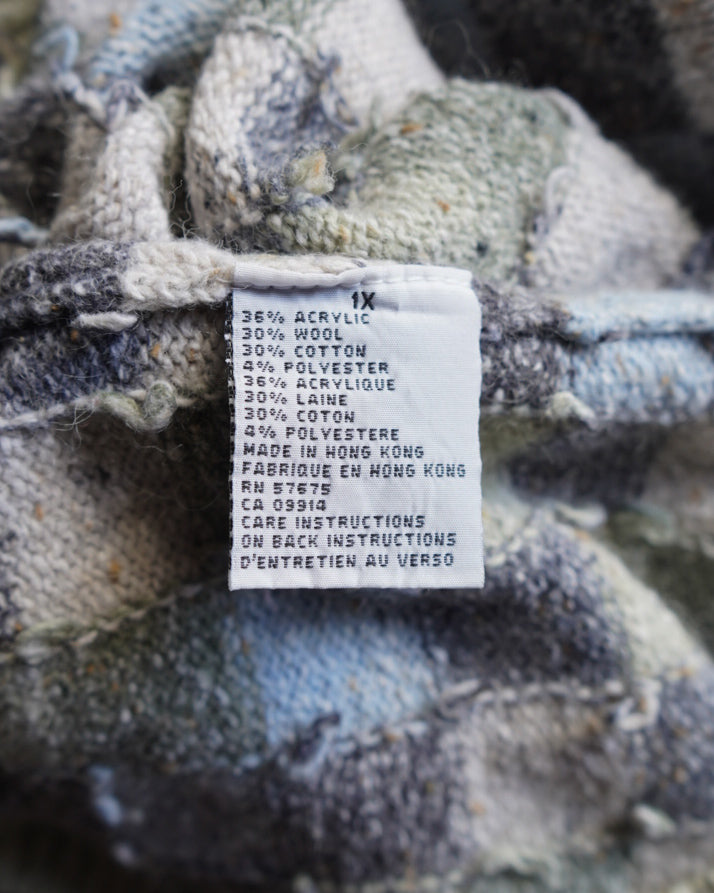 1X
36% ACRYLIC
30% WOOL
30% COTTON
4% POLYESTER
36% ACRYLIQUE
30% LAINE
30% COTON
4% POLYESTERE
MADE IN HONG KONG
FABRIQUE EN HONG KONG
RN 57675
CA 09914
CARE INSTRUCTIONS
ON BACK INSTRUCTIONS
D'ENTRETIEN AU VERSO